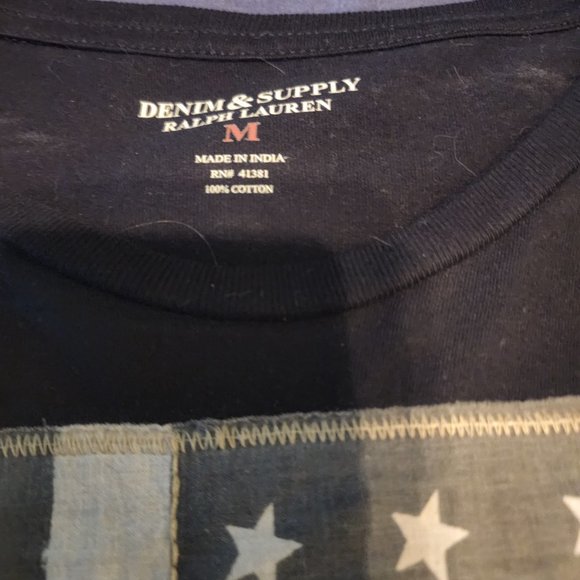 DENIM & SUPPLY
RALPH LAUREN
M
MADE IN INDIA
RN# 41381
100% COTTON